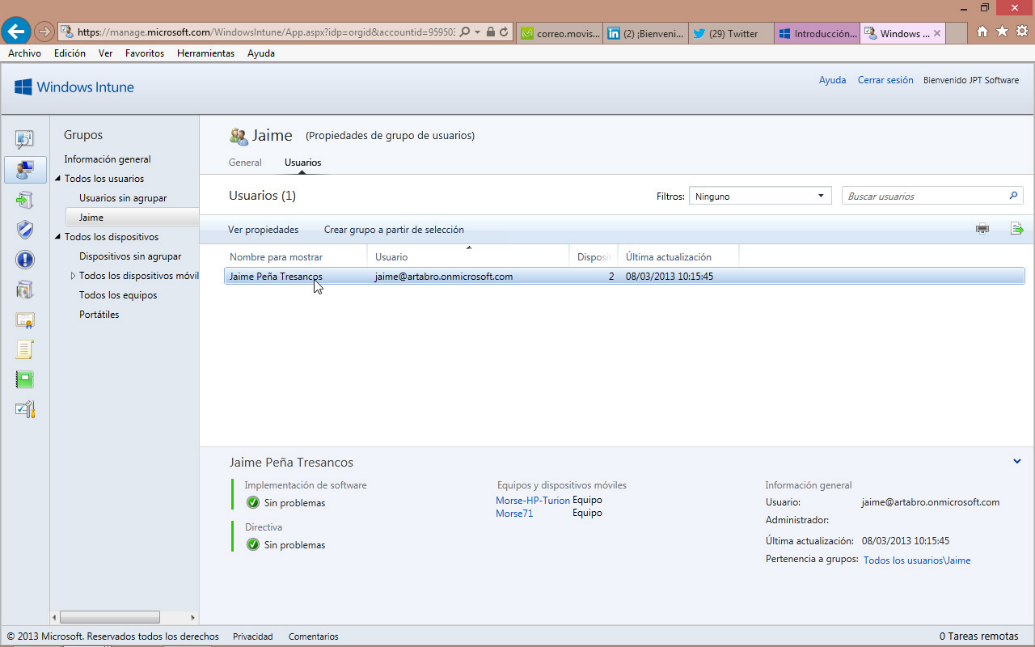 https://manage.microsoft.com/WindowsIntune/App.aspx?idp=orgid&accountid=95950
correo.movis...
(2) ¡Bienveni...
(29) Twitter
Introducción...
Windows ...
Archivo Edición Ver Favoritos Herramientas Ayuda
Windows Intune
Ayuda Cerrar sesión Bienvenido JPT Software
Grupos
Información general
Todos los usuarios
Usuarios sin agrupar
Jaime
Todos los dispositivos
Dispositivos sin agrupar
Todos los dispositivos móvil
Todos los equipos
Portátiles
Jaime (Propiedades de grupo de usuarios)
General Usuarios
Usuarios (1)
Filtros: Ninguno
Buscar usuarios
Ver propiedades Crear grupo a partir de selección
Nombre para mostrar Usuario Disposi Última actualización
Jaime Peña Tresancos jaime@artabro.onmicrosoft.com 2 08/03/2013 10:15:45
Jaime Peña Tresancos
Implementación de software
Sin problemas
Directiva
Sin problemas
Equipos y dispositivos móviles
Morse-HP-Turion Equipo
Morse71 Equipo
Información general
Usuario: jaime@artabro.onmicrosoft.com
Administrador:
Última actualización: 08/03/2013 10:15:45
Pertenencia a grupos: Todos los usuarios\Jaime
© 2013 Microsoft. Reservados todos los derechos Privacidad Comentarios
0 Tareas remotas